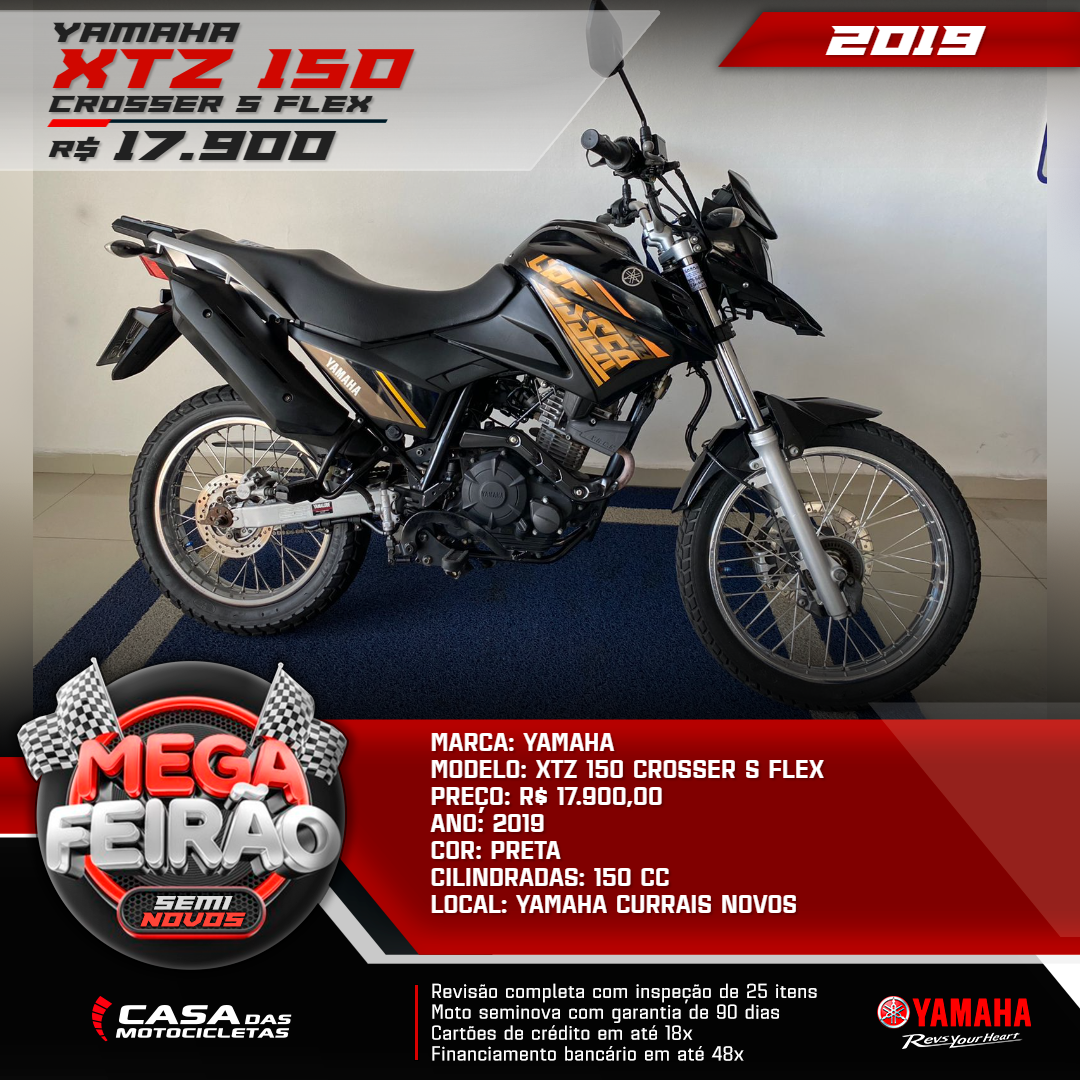 YAMAHA
XTZ 150
CROSSER S FLEX
R$ 17.900
2019
CROSSER
YAMAHA
YAMAHA
MEGA
FEIRÃO
SEMI
NOVOS
MARCA: YAMAHA
MODELO: XTZ 150 CROSSER S FLEX
PREÇO: R$ 17.900,00
ANO: 2019
COR: PRETA
CILINDRADAS: 150 CC
LOCAL: YAMAHA CURRAIS NOVOS
CASA DAS
MOTOCICLETAS
Revisão completa com inspeção de 25 itens
Moto seminova com garantia de 90 dias
Cartões de crédito em até 18x
Financiamento bancário em até 48x
YAMAHA
Revs Your Heart